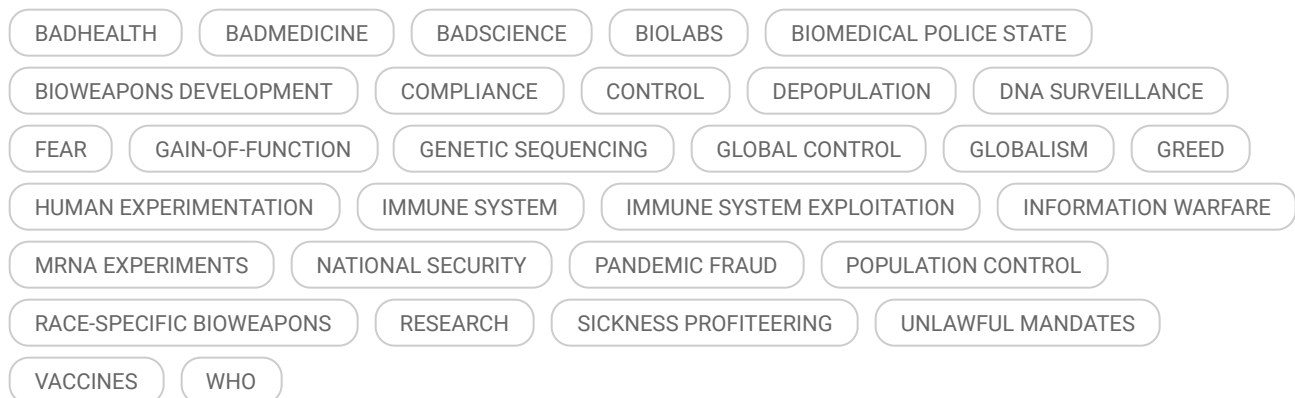 BADHEALTH BADMEDICINE BADSCIENCE BIOLABS BIOMEDICAL POLICE STATE
BIOWEAPONS DEVELOPMENT COMPLIANCE CONTROL DEPOPULATION DNA SURVEILLANCE
FEAR GAIN-OF-FUNCTION GENETIC SEQUENCING GLOBAL CONTROL GLOBALISM GREED
HUMAN EXPERIMENTATION IMMUNE SYSTEM IMMUNE SYSTEM EXPLOITATION INFORMATION WARFARE
MRNA EXPERIMENTS NATIONAL SECURITY PANDEMIC FRAUD POPULATION CONTROL
RACE-SPECIFIC BIOWEAPONS RESEARCH SICKNESS PROFITEERING UNLAWFUL MANDATES
VACCINES WHO